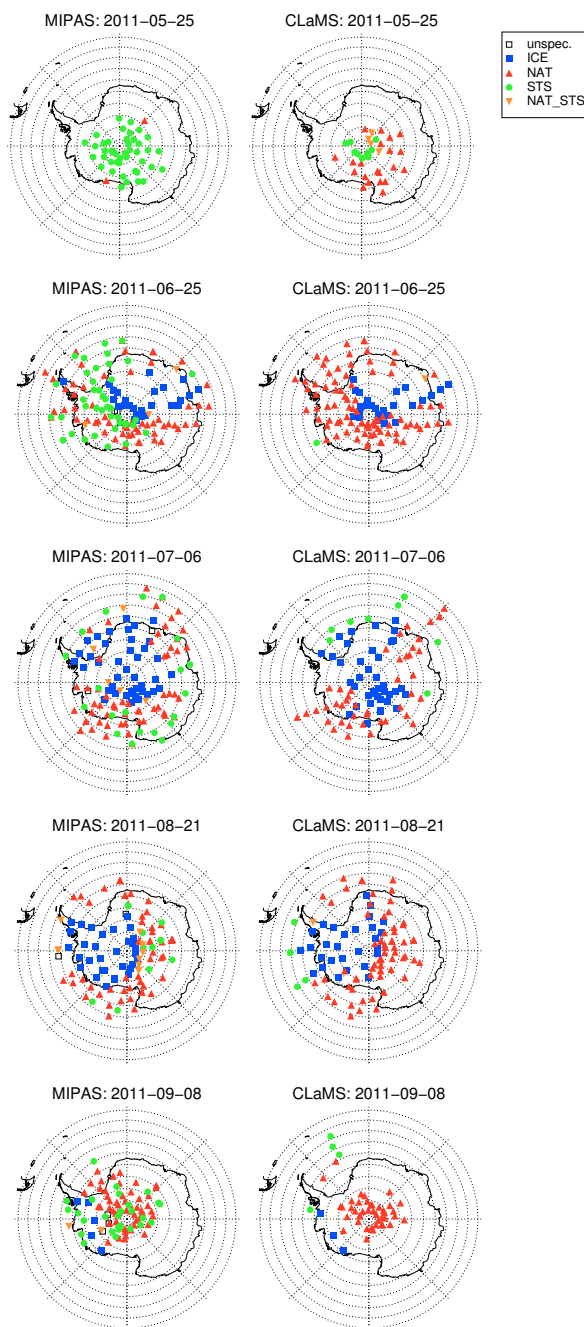 MIPAS: 2011−05−25
CLaMS: 2011−05−25
unspec.
ICE
NAT
STS
NAT_STS
MIPAS: 2011−06−25
CLaMS: 2011−06−25
MIPAS: 2011−07−06
CLaMS: 2011−07−06
MIPAS: 2011−08−21
CLaMS: 2011−08−21
MIPAS: 2011−09−08
CLaMS: 2011−09−08